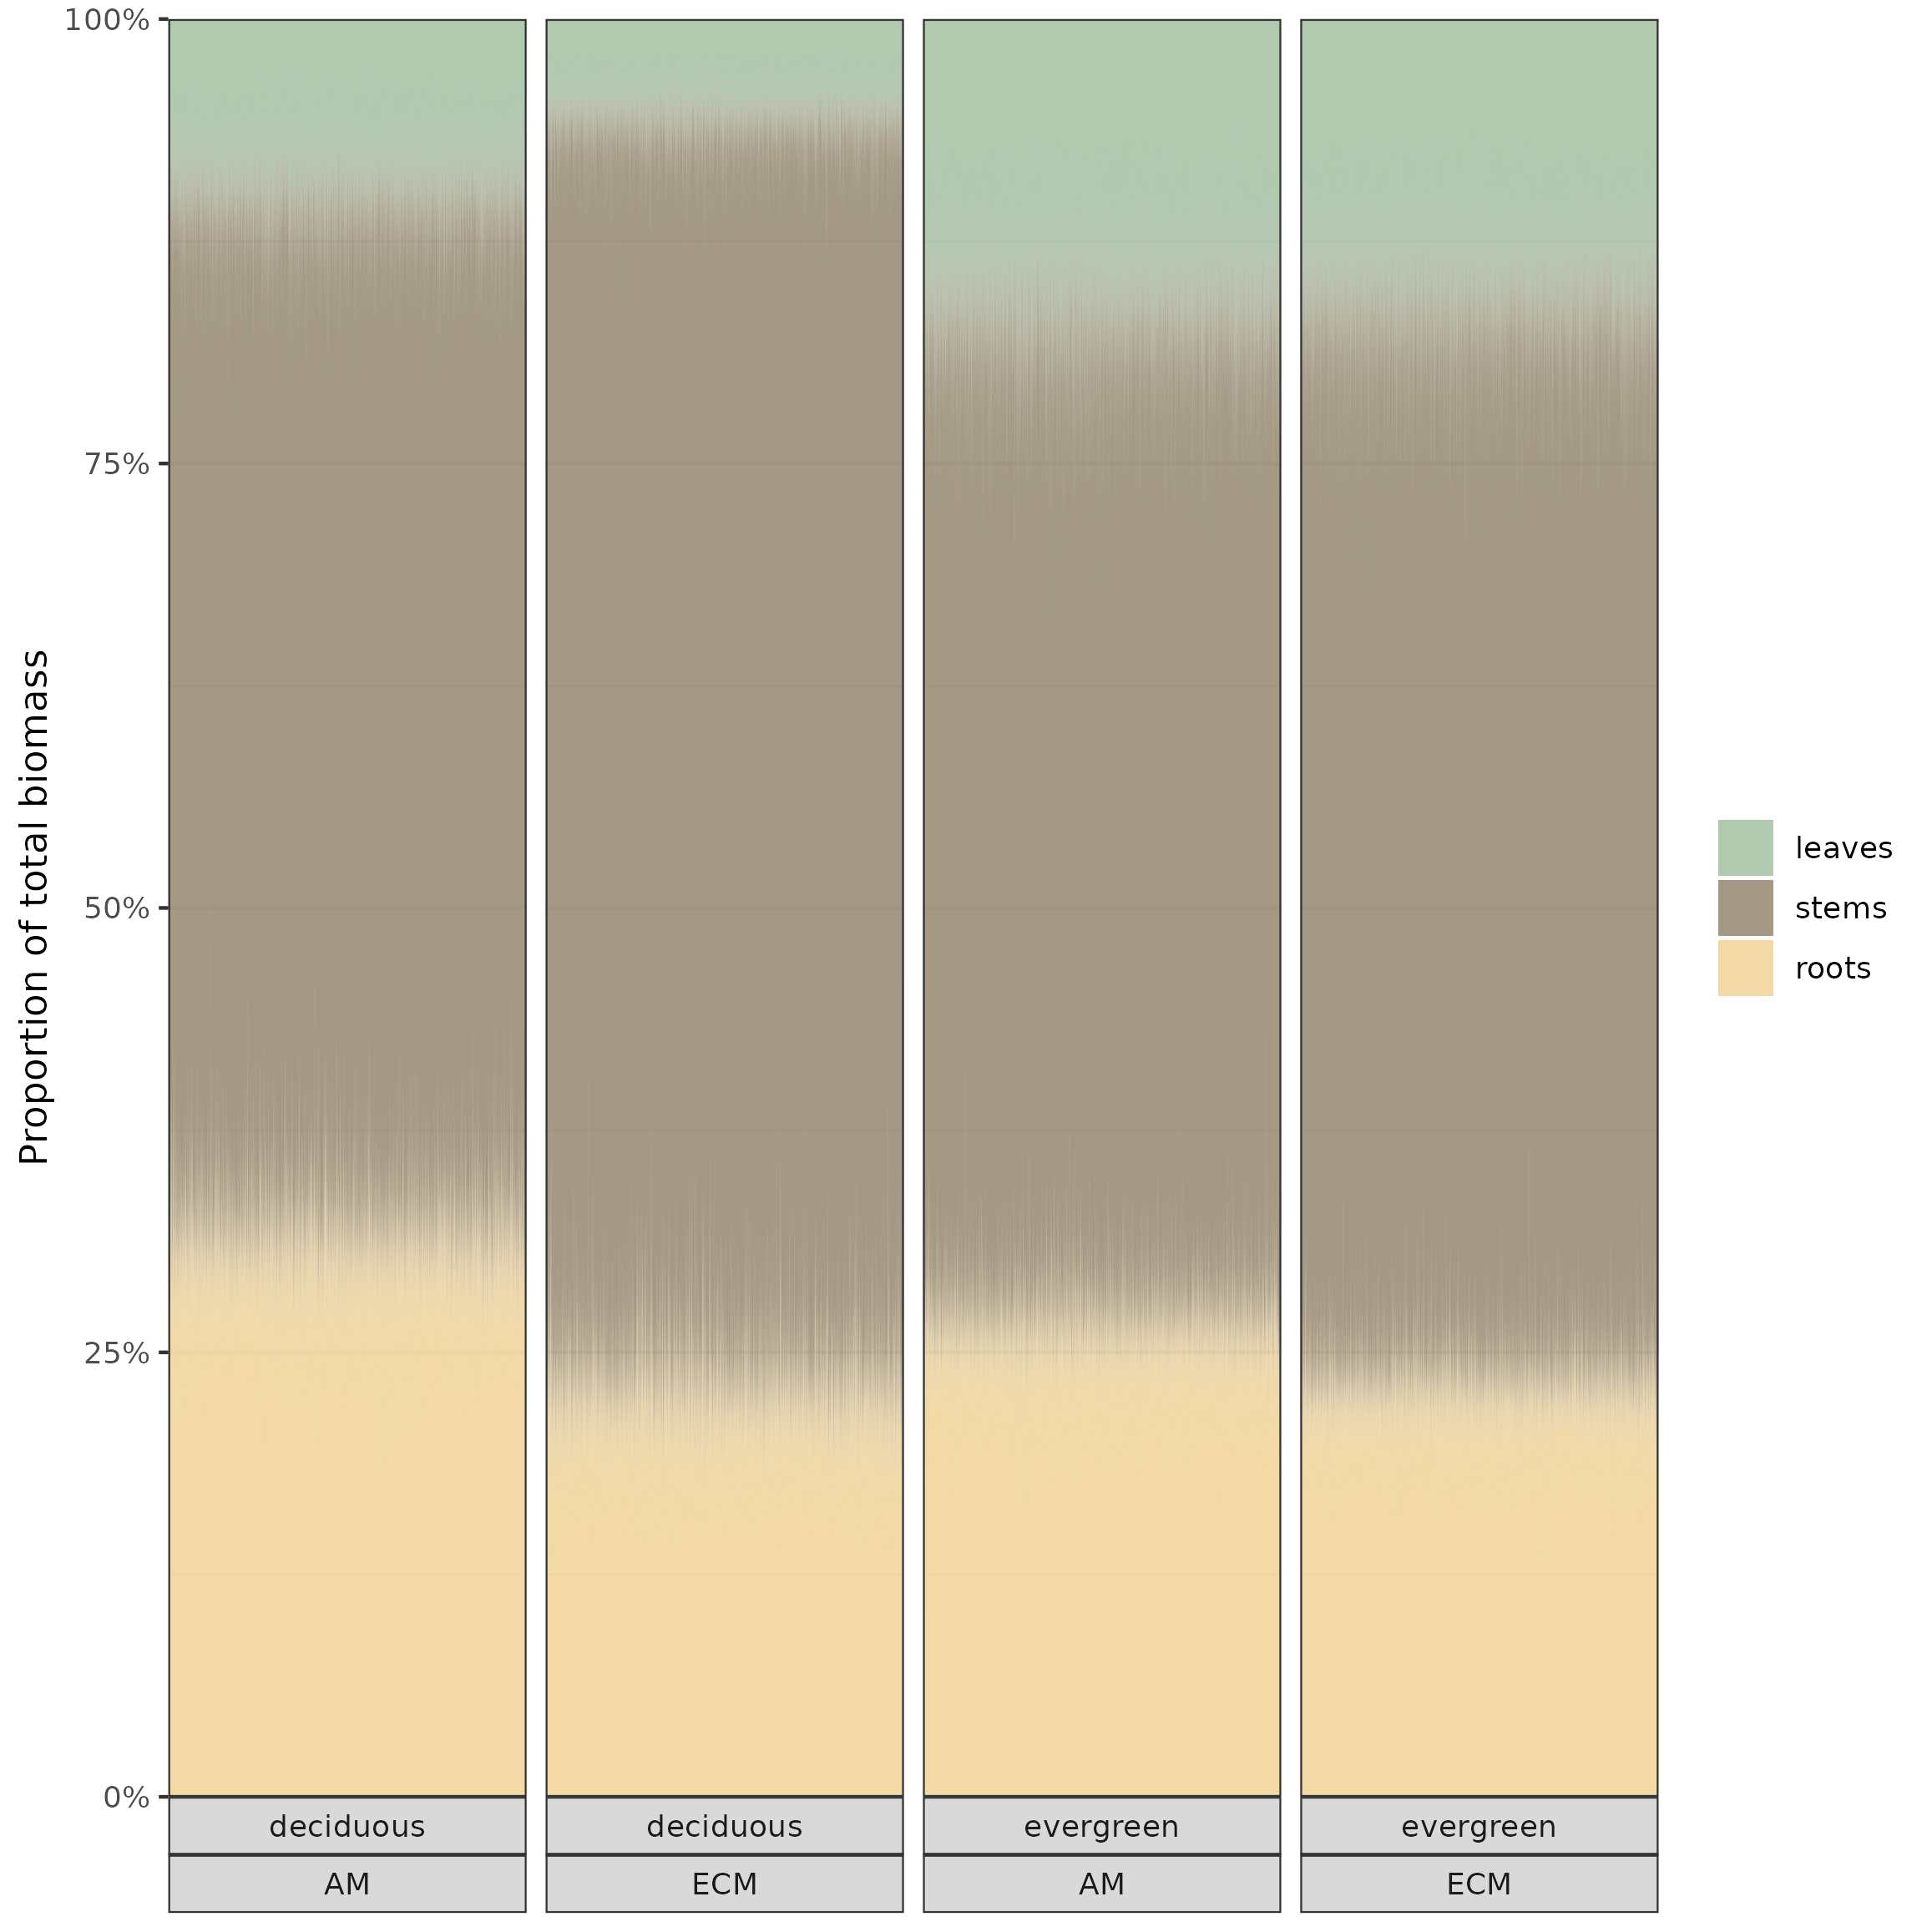 Proportion of total biomass
100%
75%
50%
25%
0%
deciduous
deciduous
evergreen
evergreen
AM
ECM
AM
ECM
leaves
stems
roots